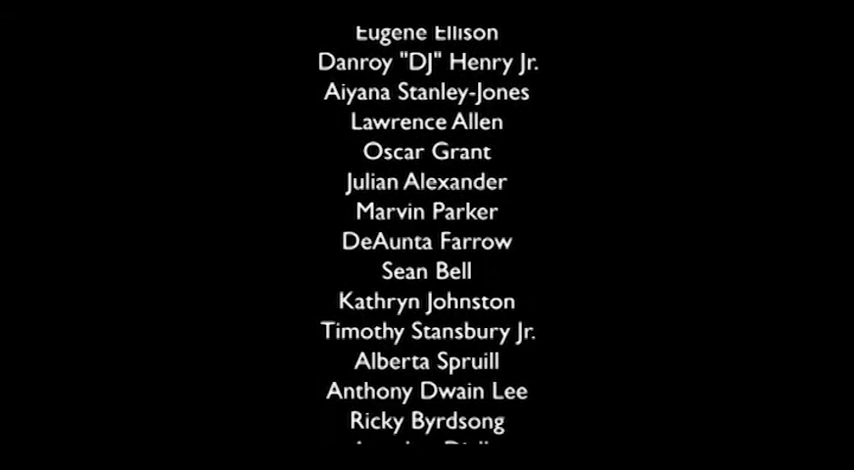 Eugene Ellison
Danroy "DJ" Henry Jr.
Aiyana Stanley-Jones
Lawrence Allen
Oscar Grant
Julian Alexander
Marvin Parker
DeAunta Farrow
Sean Bell
Kathryn Johnston
Timothy Stansbury Jr.
Alberta Spruill
Anthony Dwain Lee
Ricky Byrdsong